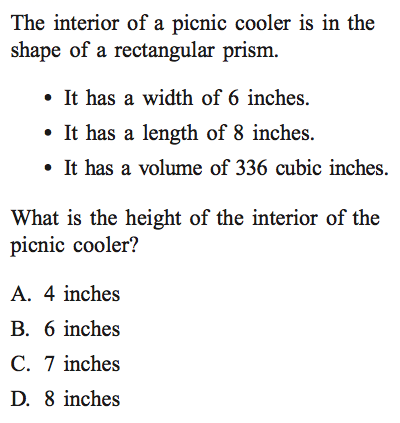 The interior of a picnic cooler is in the
shape of a rectangular prism.
• It has a width of 6 inches.
• It has a length of 8 inches.
• It has a volume of 336 cubic inches.
What is the height of the interior of the
picnic cooler?
A. 4 inches
B. 6 inches
C. 7 inches
D. 8 inches